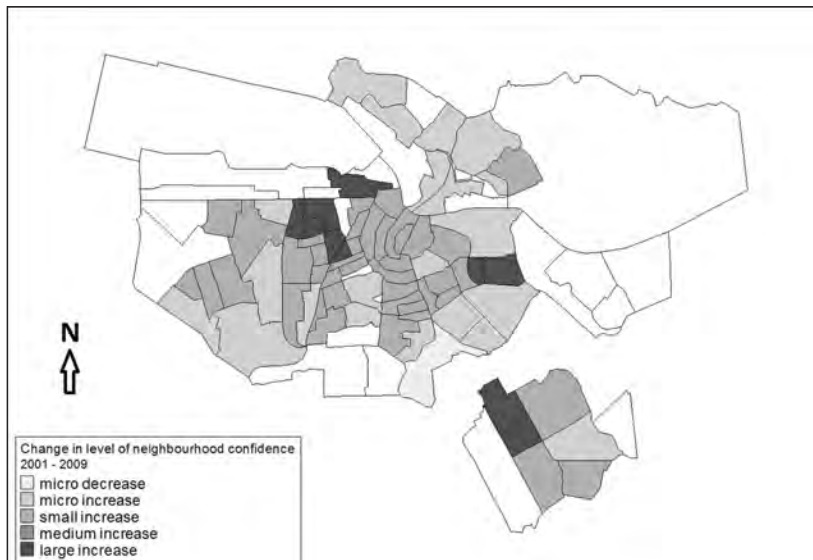 N
Change in level of neighbourhood confidence
2001 - 2009
micro decrease
micro increase
small increase
medium increase
large increase